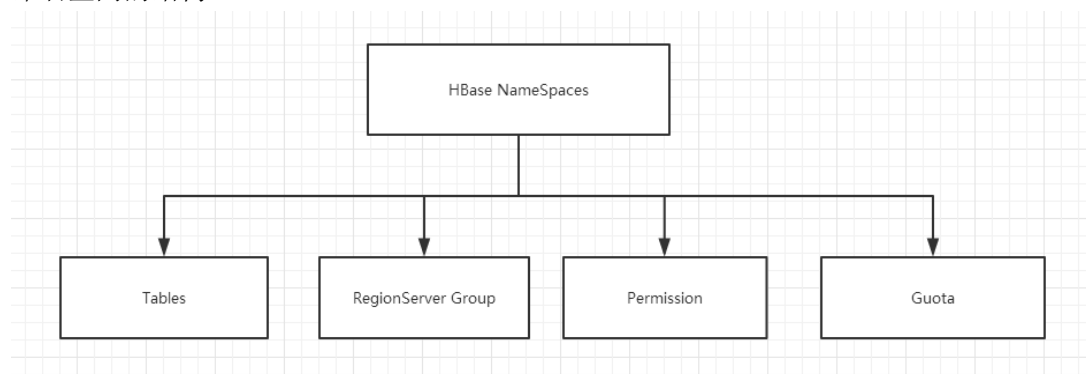 HBase NameSpaces
Tables
RegionServer Group
Permission
Guota